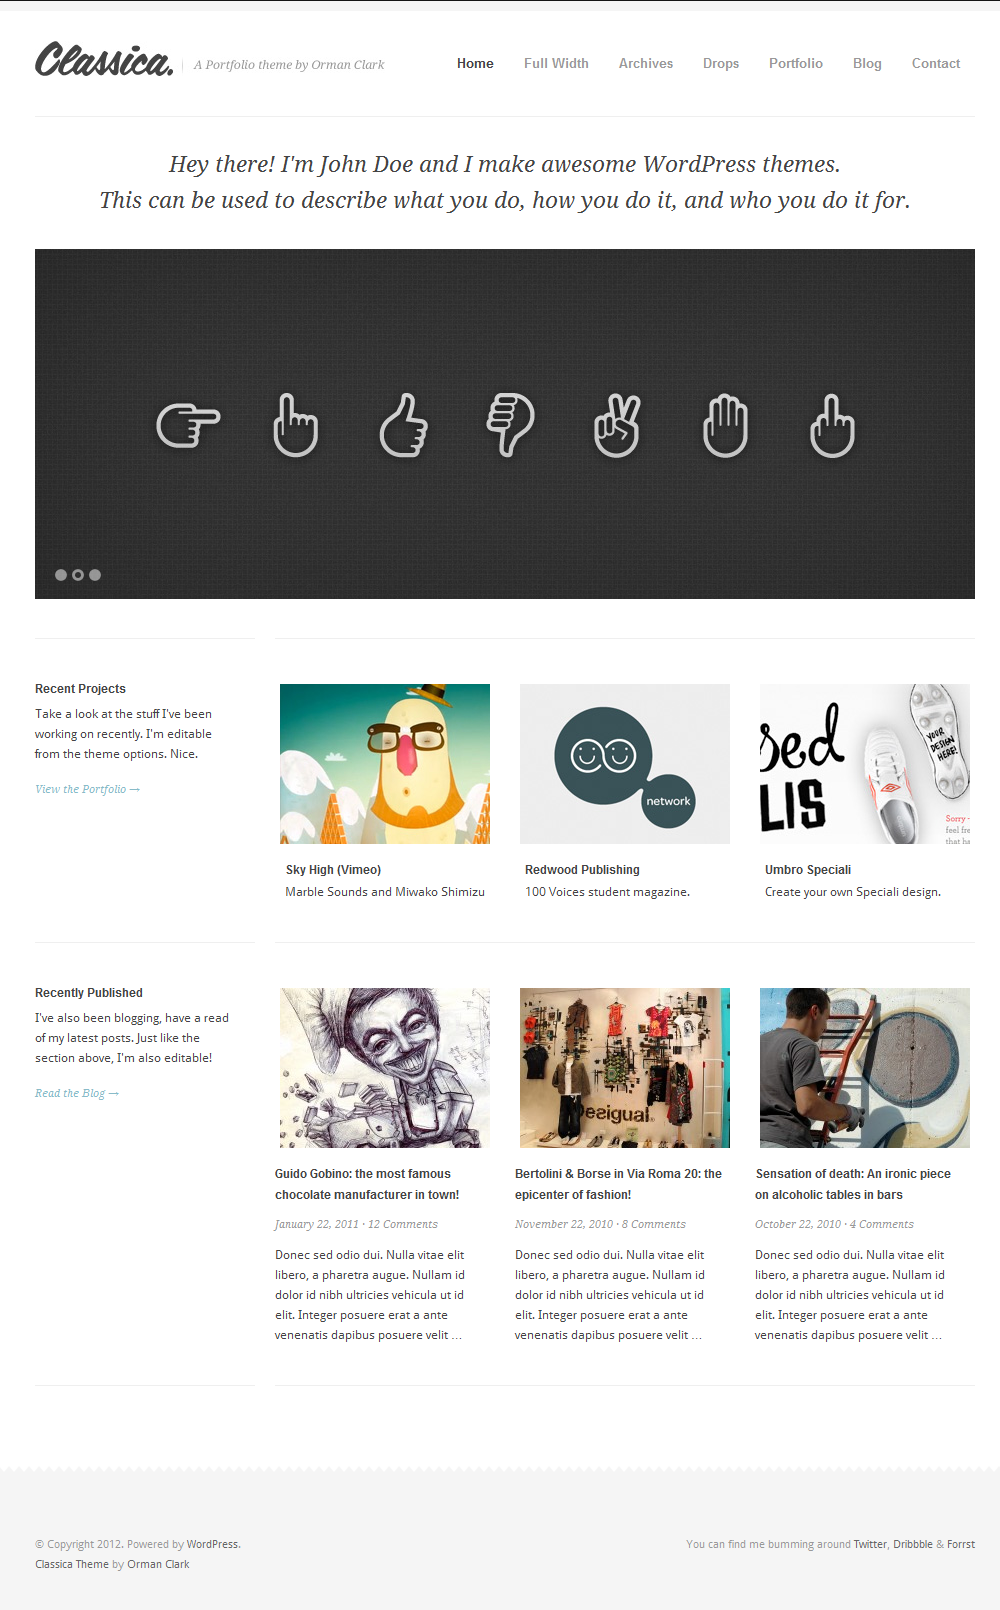 Classica.
A Portfolio theme by Orman Clark
Home Full Width Archives Drops Portfolio Blog Contact
Hey there! I'm John Doe and I make awesome WordPress themes.
This can be used to describe what you do, how you do it, and who you do it for.
Recent Projects
Take a look at the stuff I've been
working on recently. I'm editable
from the theme options. Nice.
View the Portfolio →
network
sed
LIS
YOUR
DESIGN
HERE!
Sorry -
feel fre
that ha
Sky High (Vimeo)
Marble Sounds and Miwako Shimizu
Redwood Publishing
100 Voices student magazine.
Umbro Speciali
Create your own Speciali design.
Recently Published
I've also been blogging, have a read
of my latest posts. Just like the
section above, I'm also editable!
Read the Blog →
Desigual
Guido Gobino: the most famous
chocolate manufacturer in town!
January 22, 2011 · 12 Comments
Donec sed odio dui. Nulla vitae elit
libero, a pharetra augue. Nullam id
dolor id nibh ultricies vehicula ut id
elit. Integer posuere erat a ante
venenatis dapibus posuere velit …
Bertolini & Borse in Via Roma 20: the
epicenter of fashion!
November 22, 2010 · 8 Comments
Donec sed odio dui. Nulla vitae elit
libero, a pharetra augue. Nullam id
dolor id nibh ultricies vehicula ut id
elit. Integer posuere erat a ante
venenatis dapibus posuere velit …
Sensation of death: An ironic piece
on alcoholic tables in bars
October 22, 2010 · 4 Comments
Donec sed odio dui. Nulla vitae elit
libero, a pharetra augue. Nullam id
dolor id nibh ultricies vehicula ut id
elit. Integer posuere erat a ante
venenatis dapibus posuere velit …
© Copyright 2012. Powered by WordPress.
Classica Theme by Orman Clark
You can find me bumming around Twitter, Dribbble & Forrst